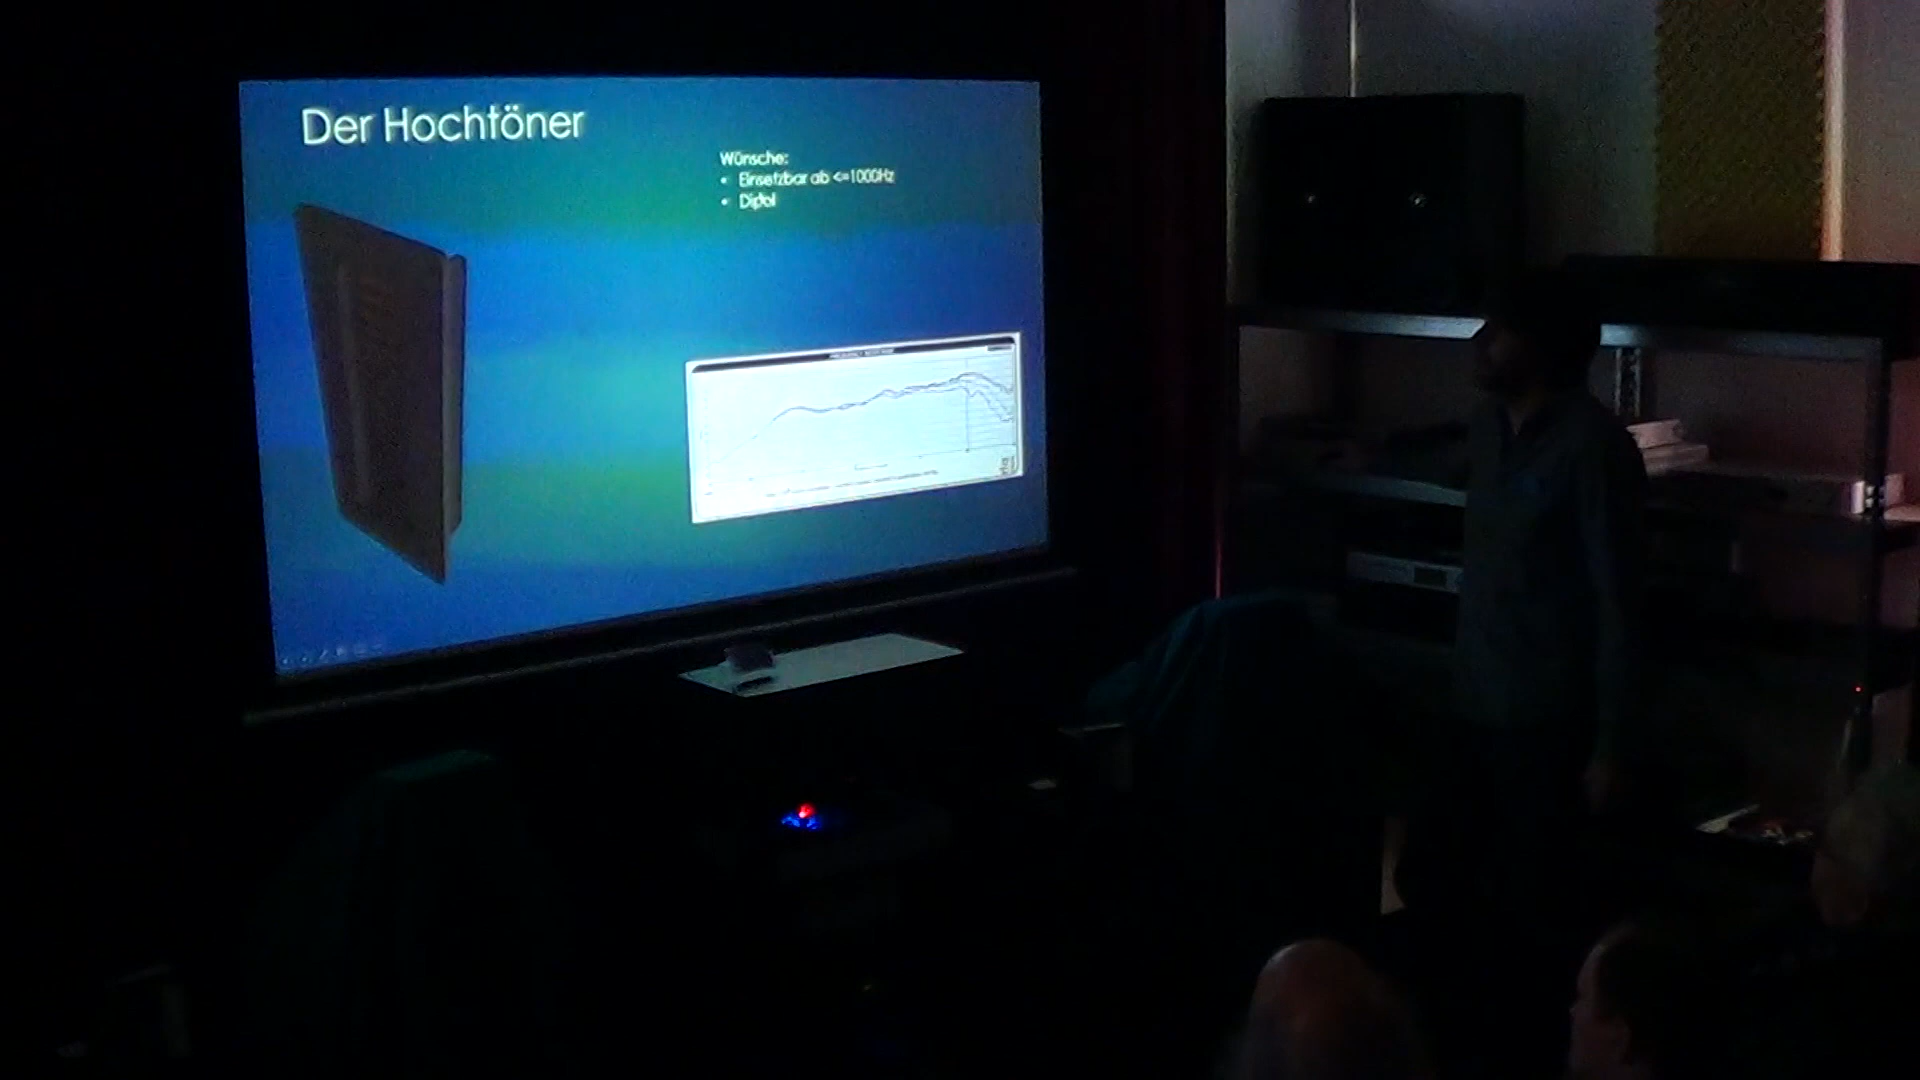 Der Hochtöner
Wünsche:
• Einsetzbar ab <=1000Hz
• Dipol